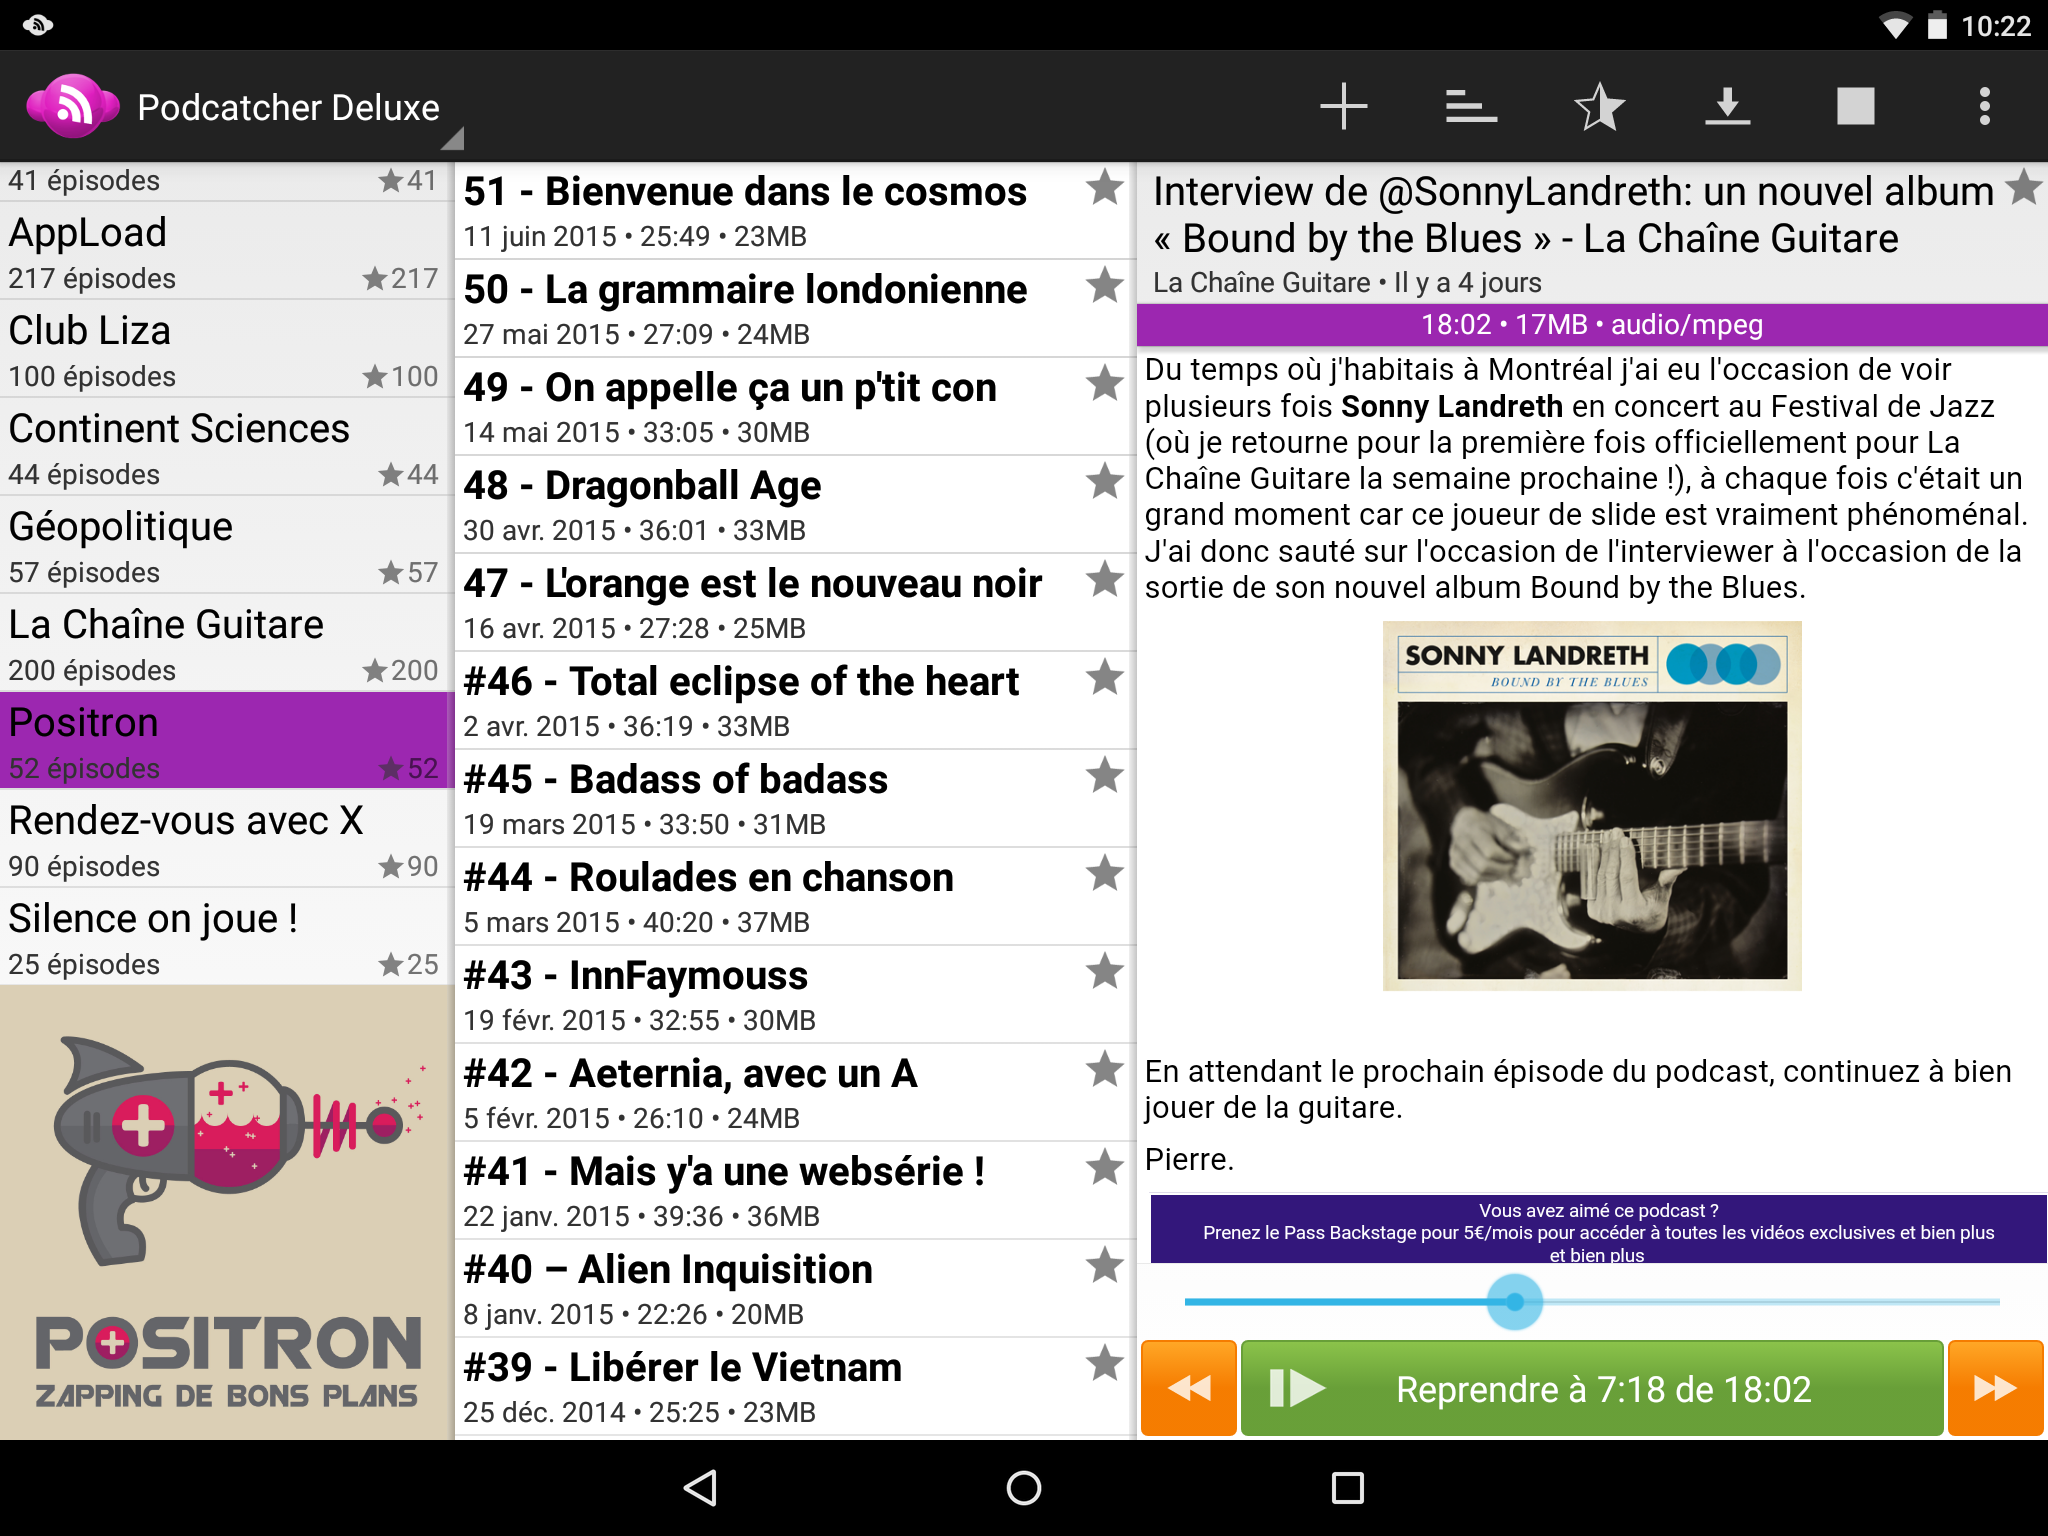 10:22
Podcatcher Deluxe
41 épisodes
41
AppLoad
217 épisodes
217
Club Liza
100 épisodes
100
Continent Sciences
44 épisodes
44
Géopolitique
57 épisodes
57
La Chaîne Guitare
200 épisodes
200
Positron
52 épisodes
52
Rendez-vous avec X
90 épisodes
90
Silence on joue !
25 épisodes
25
POSITRON
ZAPPING DE BONS PLANS
51 - Bienvenue dans le cosmos
11 juin 2015 • 25:49 • 23MB
50 - La grammaire londonienne
27 mai 2015 • 27:09 • 24MB
49 - On appelle ça un p'tit con
14 mai 2015 • 33:05 • 30MB
48 - Dragonball Age
30 avr. 2015 • 36:01 • 33MB
47 - L'orange est le nouveau noir
16 avr. 2015 • 27:28 • 25MB
#46 - Total eclipse of the heart
2 avr. 2015 • 36:19 • 33MB
#45 - Badass of badass
19 mars 2015 • 33:50 • 31MB
#44 - Roulades en chanson
5 mars 2015 • 40:20 • 37MB
#43 - InnFaymouss
19 févr. 2015 • 32:55 • 30MB
#42 - Aeternia, avec un A
5 févr. 2015 • 26:10 • 24MB
#41 - Mais y'a une websérie !
22 janv. 2015 • 39:36 • 36MB
#40 – Alien Inquisition
8 janv. 2015 • 22:26 • 20MB
#39 - Libérer le Vietnam
25 déc. 2014 • 25:25 • 23MB
Interview de @SonnyLandreth: un nouvel album
« Bound by the Blues » - La Chaîne Guitare
La Chaîne Guitare • Il y a 4 jours
18:02 • 17MB • audio/mpeg
Du temps où j'habitais à Montréal j'ai eu l'occasion de voir
plusieurs fois Sonny Landreth en concert au Festival de Jazz
(où je retourne pour la première fois officiellement pour La
Chaîne Guitare la semaine prochaine !), à chaque fois c'était un
grand moment car ce joueur de slide est vraiment phénoménal.
J'ai donc sauté sur l'occasion de l'interviewer à l'occasion de la
sortie de son nouvel album Bound by the Blues.
SONNY LANDRETH
BOUND BY THE BLUES
En attendant le prochain épisode du podcast, continuez à bien
jouer de la guitare.
Pierre.
Vous avez aimé ce podcast ?
Prenez le Pass Backstage pour 5€/mois pour accéder à toutes les vidéos exclusives et bien plus
et bien plus
Reprendre à 7:18 de 18:02